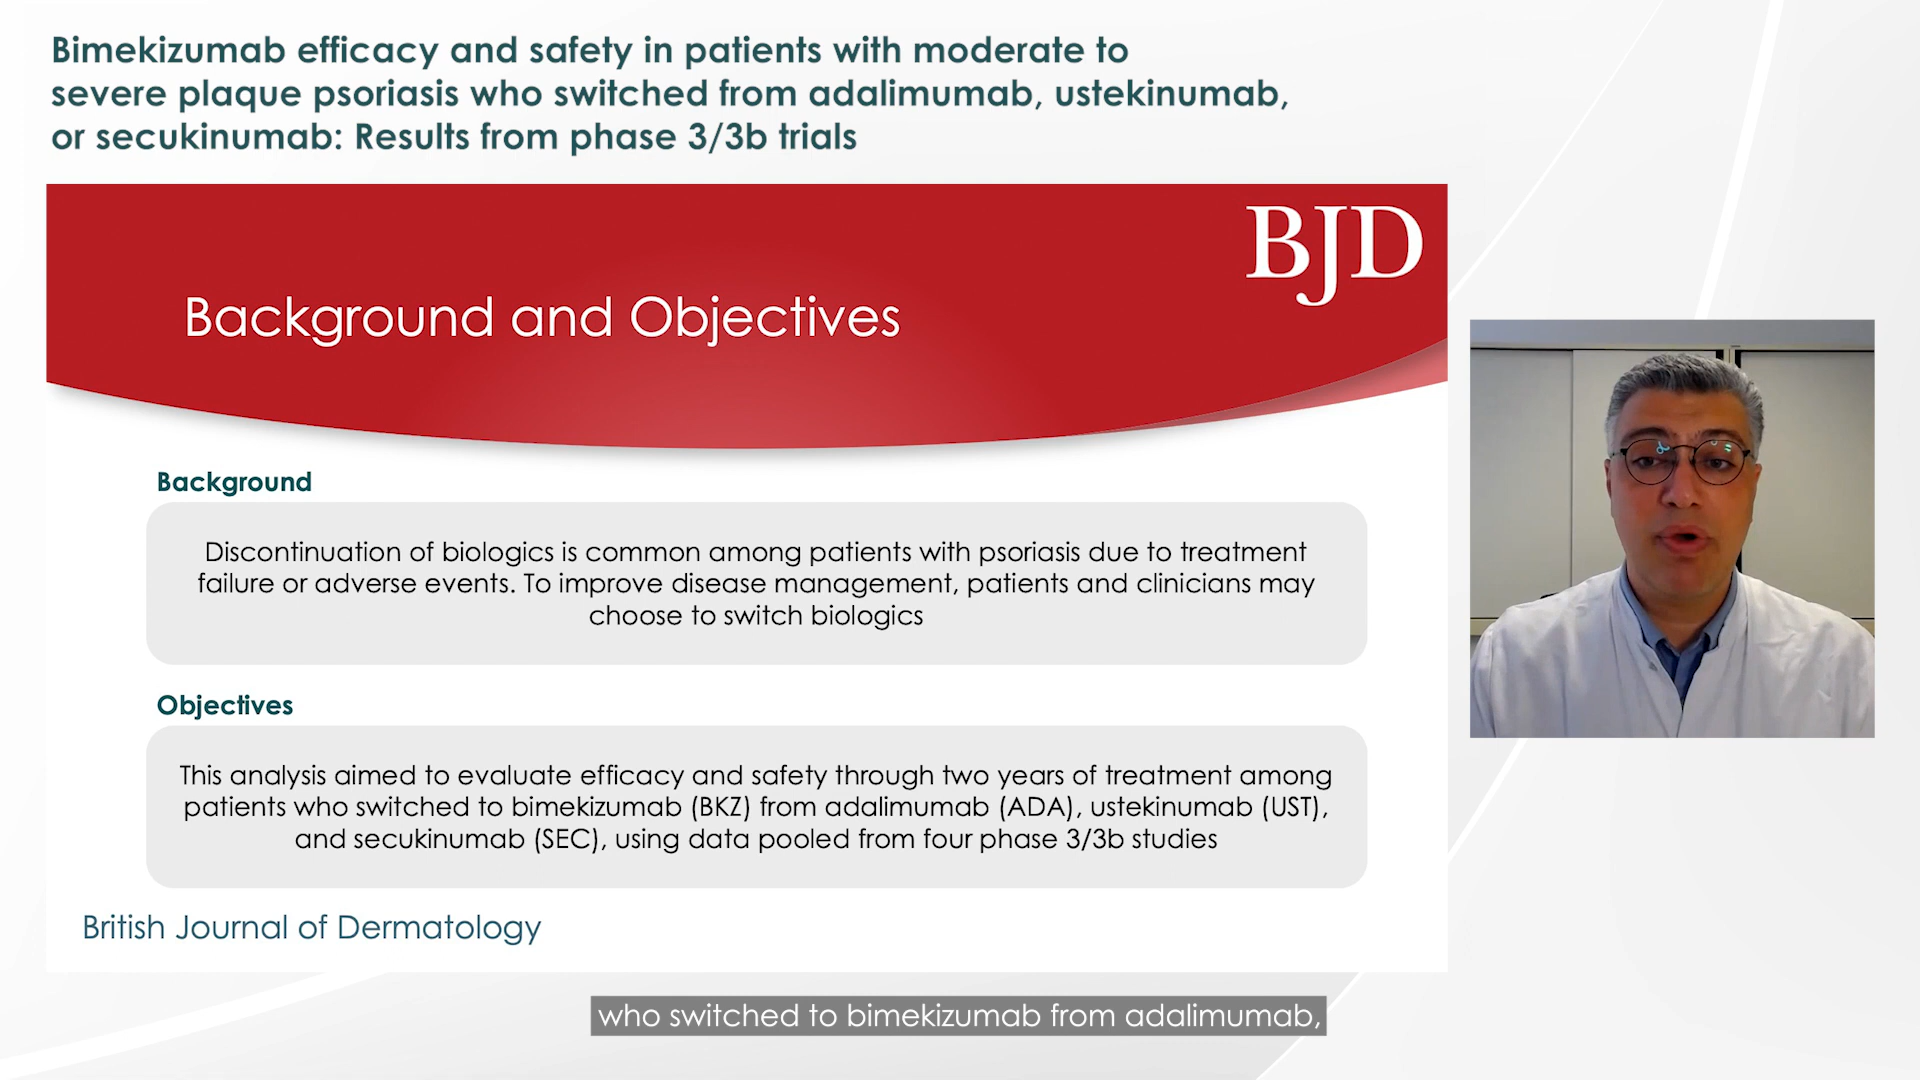 Bimekizumab efficacy and safety in patients with moderate to
severe plaque psoriasis who switched from adalimumab, ustekinumab,
or secukinumab: Results from phase 3/3b trials
BJD
Background and Objectives
Background
Discontinuation of biologics is common among patients with psoriasis due to treatment
failure or adverse events. To improve disease management, patients and clinicians may
choose to switch biologics
Objectives
This analysis aimed to evaluate efficacy and safety through two years of treatment among
patients who switched to bimekizumab (BKZ) from adalimumab (ADA), ustekinumab (UST),
and secukinumab (SEC), using data pooled from four phase 3/3b studies
British Journal of Dermatology
who switched to bimekizumab from adalimumab,